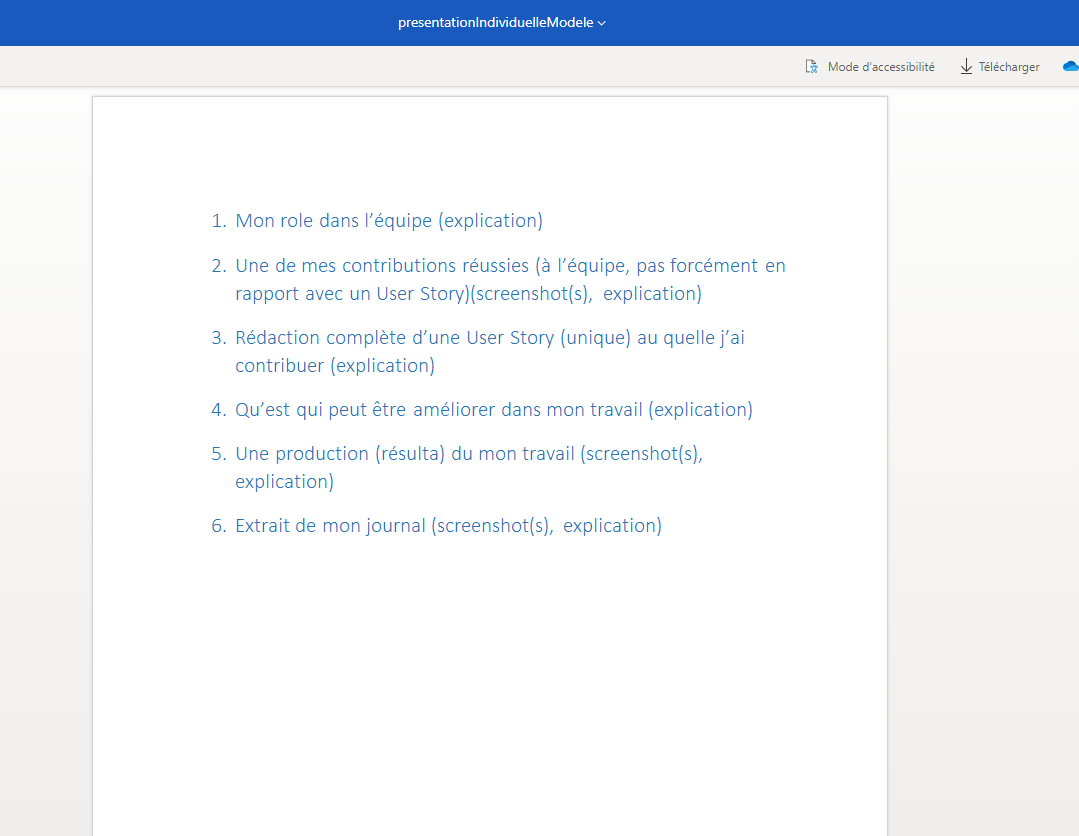 presentationIndividuelleModele
Mode d'accessibilité
Télécharger
1. Mon role dans l’équipe (explication)
2. Une de mes contributions réussies (à l’équipe, pas forcément en
rapport avec un User Story)(screenshot(s), explication)
3. Rédaction complète d’une User Story (unique) au quelle j’ai
contribuer (explication)
4. Qu’est qui peut être améliorer dans mon travail (explication)
5. Une production (résulta) du mon travail (screenshot(s),
explication)
6. Extrait de mon journal (screenshot(s), explication)